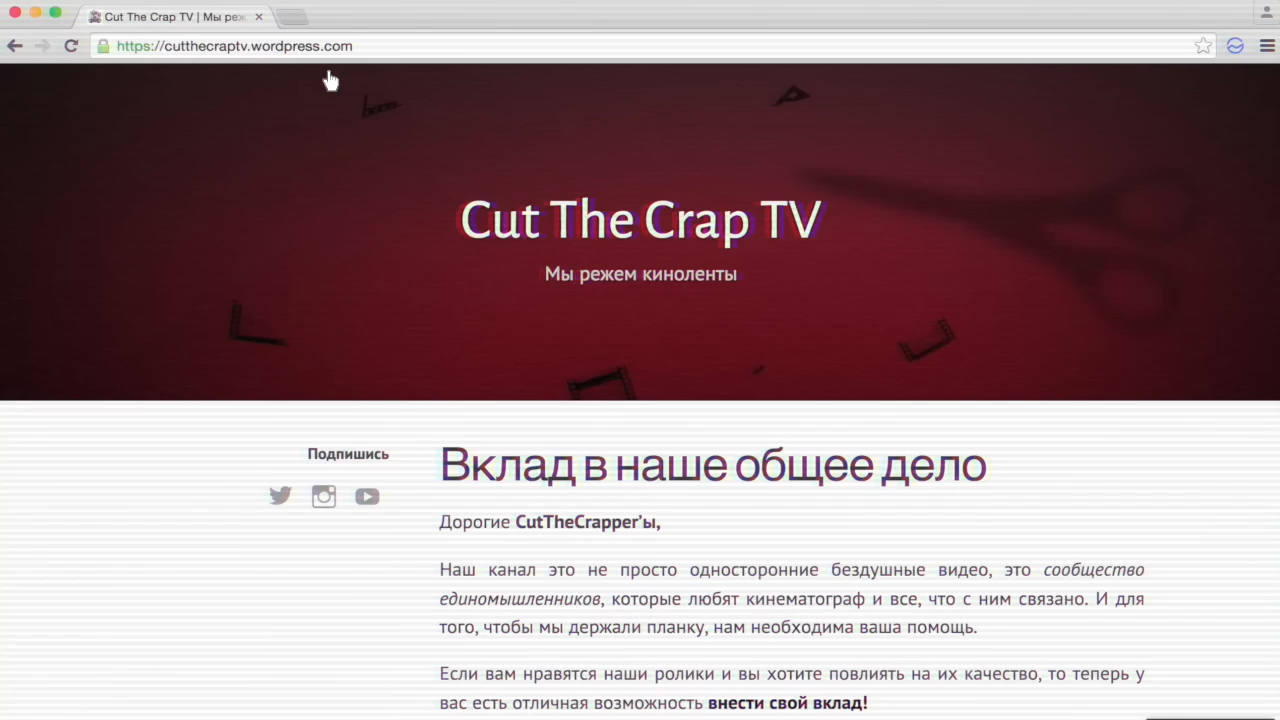 Cut The Crap TV | Мы реж
https://cutthecraptv.wordpress.com
Cut The Crap TV
Мы режем киноленты
Подпишись
Вклад в наше общее дело
Дорогие CutTheCrapper’ы,
Наш канал это не просто односторонние бездушные видео, это сообщество
единомышленников, которые любят кинематограф и все, что с ним связано. И для
того, чтобы мы держали планку, нам необходима ваша помощь.
Если вам нравятся наши ролики и вы хотите повлиять на их качество, то теперь у
вас есть отличная возможность внести свой вклад!